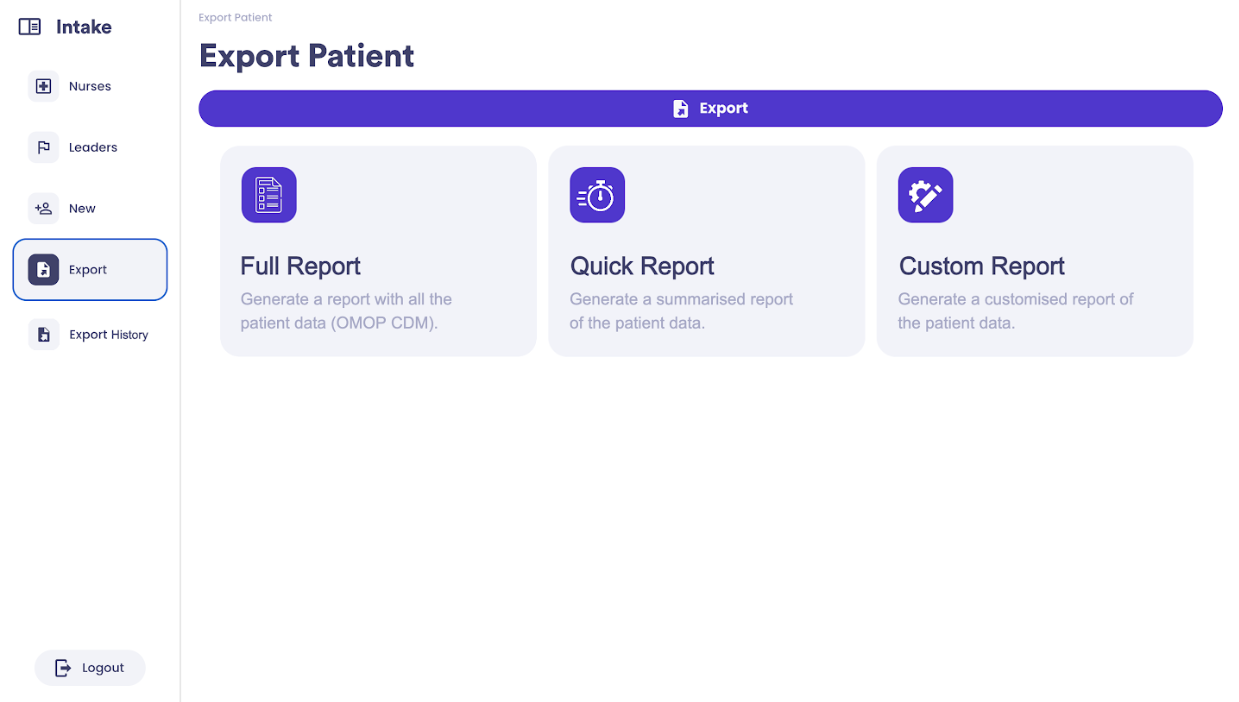 Intake
Nurses
Leaders
New
Export
Export History
Logout
Export Patient
Export Patient
Export
Full Report
Generate a report with all the
patient data (OMOP CDM).
Quick Report
Generate a summarised report
of the patient data.
Custom Report
Generate a customised report of
the patient data.